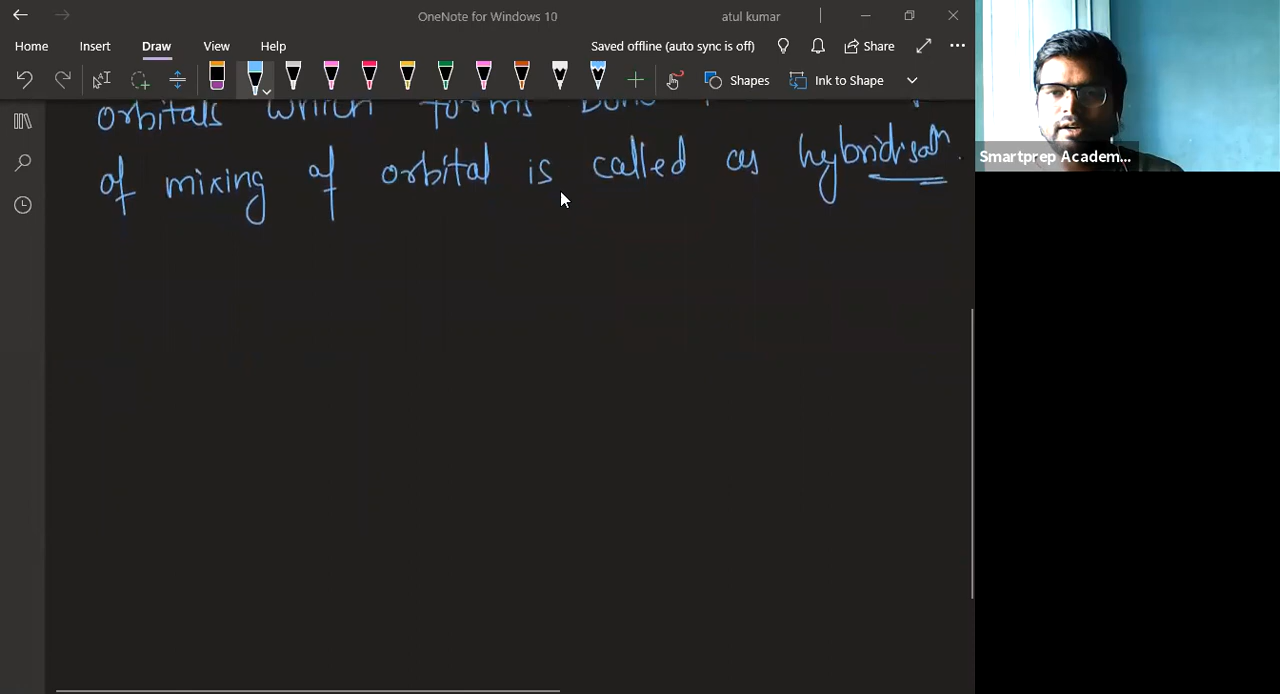 OneNote for Windows 10
atul kumar
Home Insert Draw View Help
Saved offline (auto sync is off) Share
Shapes Ink to Shape
orbitals which forms
of mixing of orbital is called as hybridisatn.
Smartprep Academ...